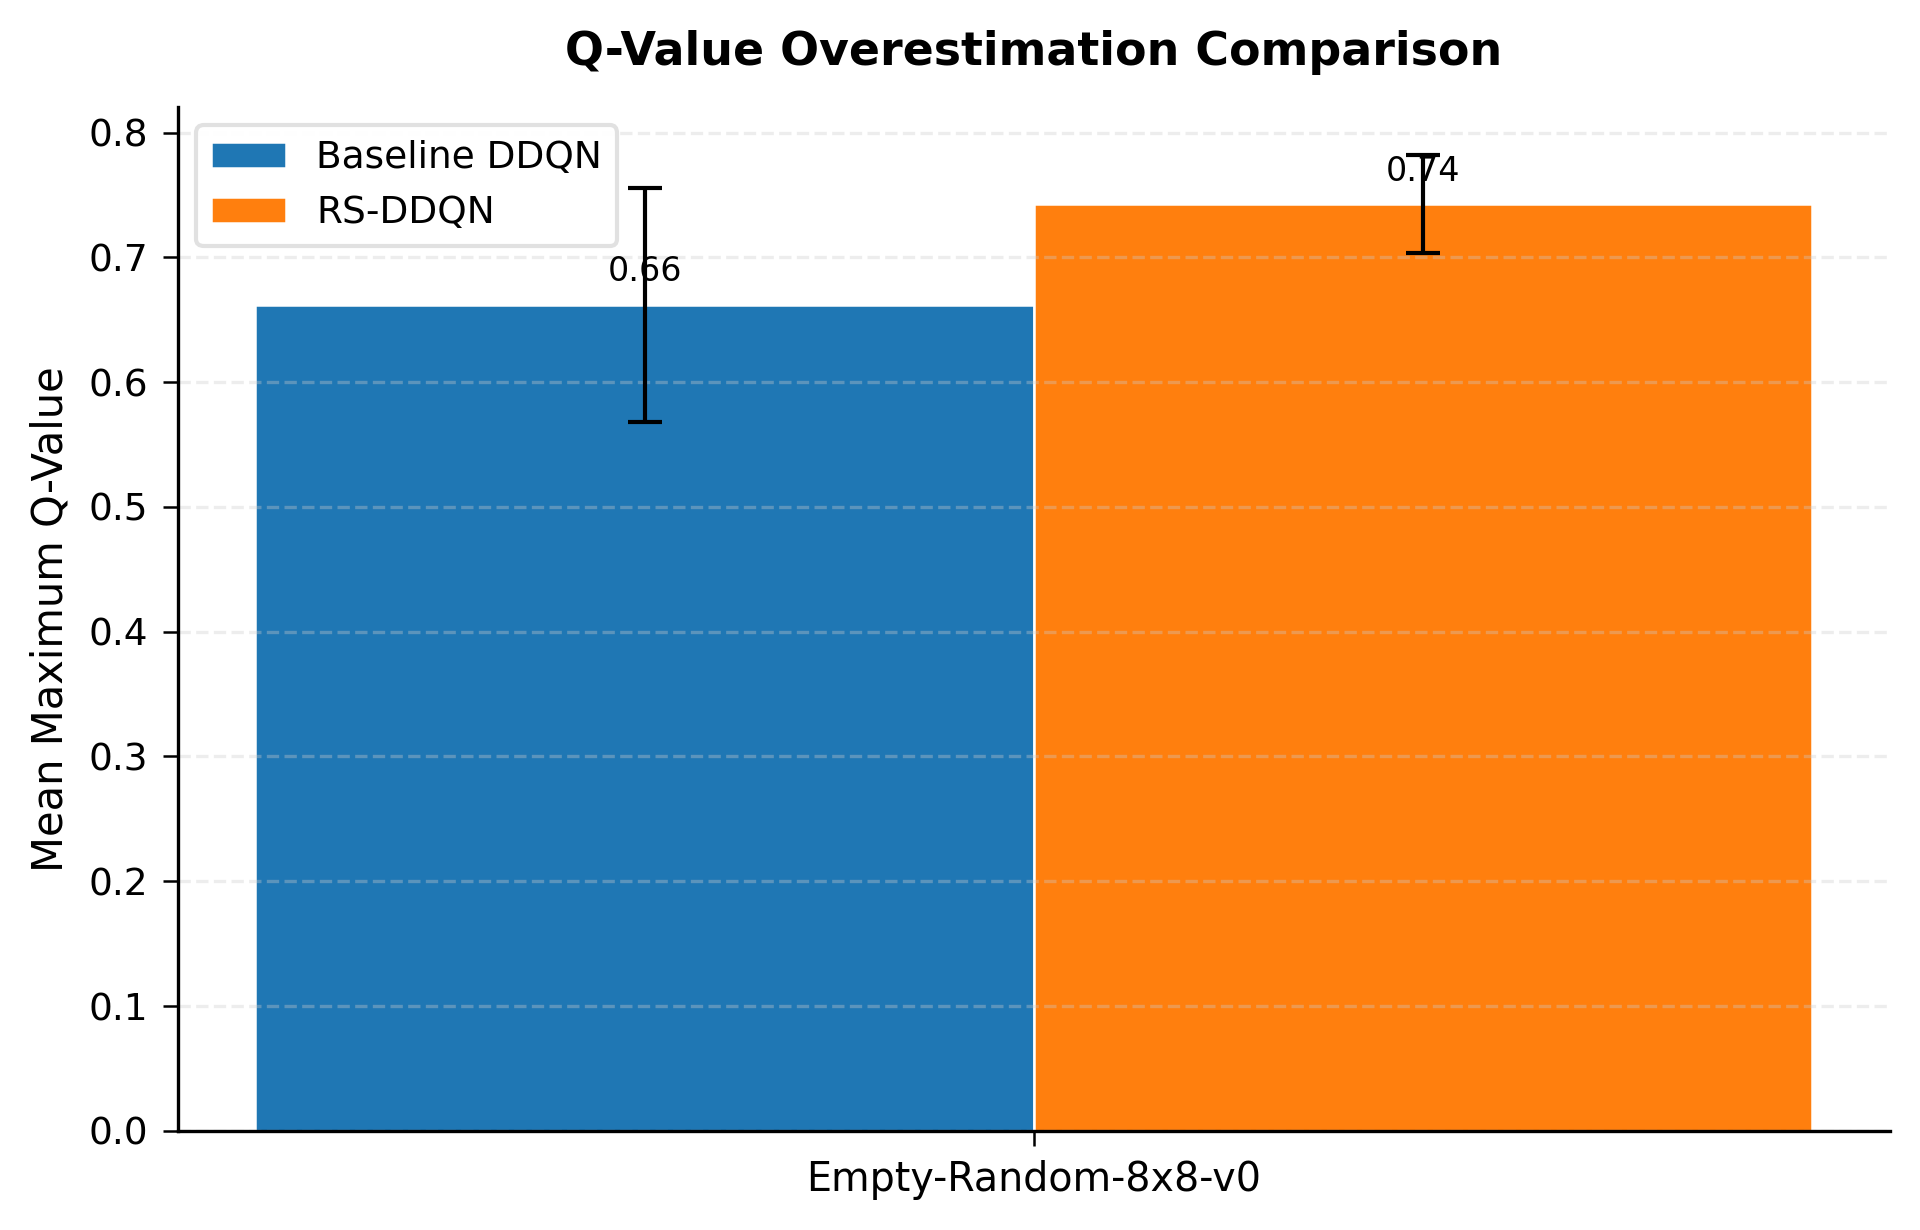 Q-Value Overestimation Comparison
Baseline DDQN
RS-DDQN
Mean Maximum Q-Value
0.8
0.7
0.6
0.5
0.4
0.3
0.2
0.1
0.0
0.66
0.74
Empty-Random-8x8-v0